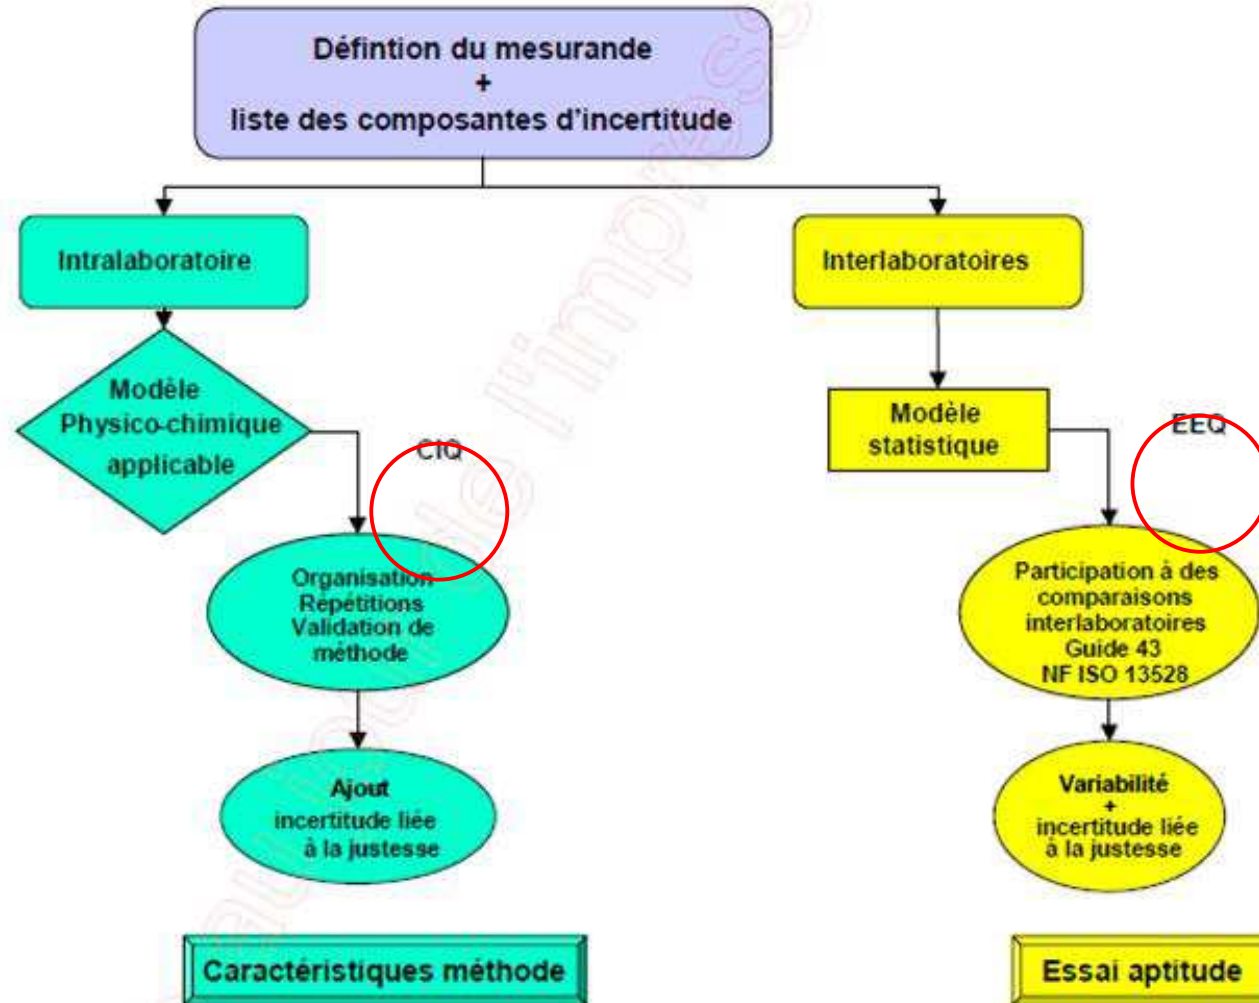 Défintion du mesurande
+
liste des composantes d'incertitude
Intralaboratoire
Interlaboratoires
Modèle
Physico-chimique
applicable
CIQ
Modèle
statistique
EEQ
Organisation
Répétitions
Validation de
méthode
Participation à des
comparaisons
interlaboratoires
Guide 43
NF ISO 13528
Ajout
incertitude liée
à la justesse
Variabilité
+
incertitude liée
à la justesse
Caractéristiques méthode
Essai aptitude
de l'impress